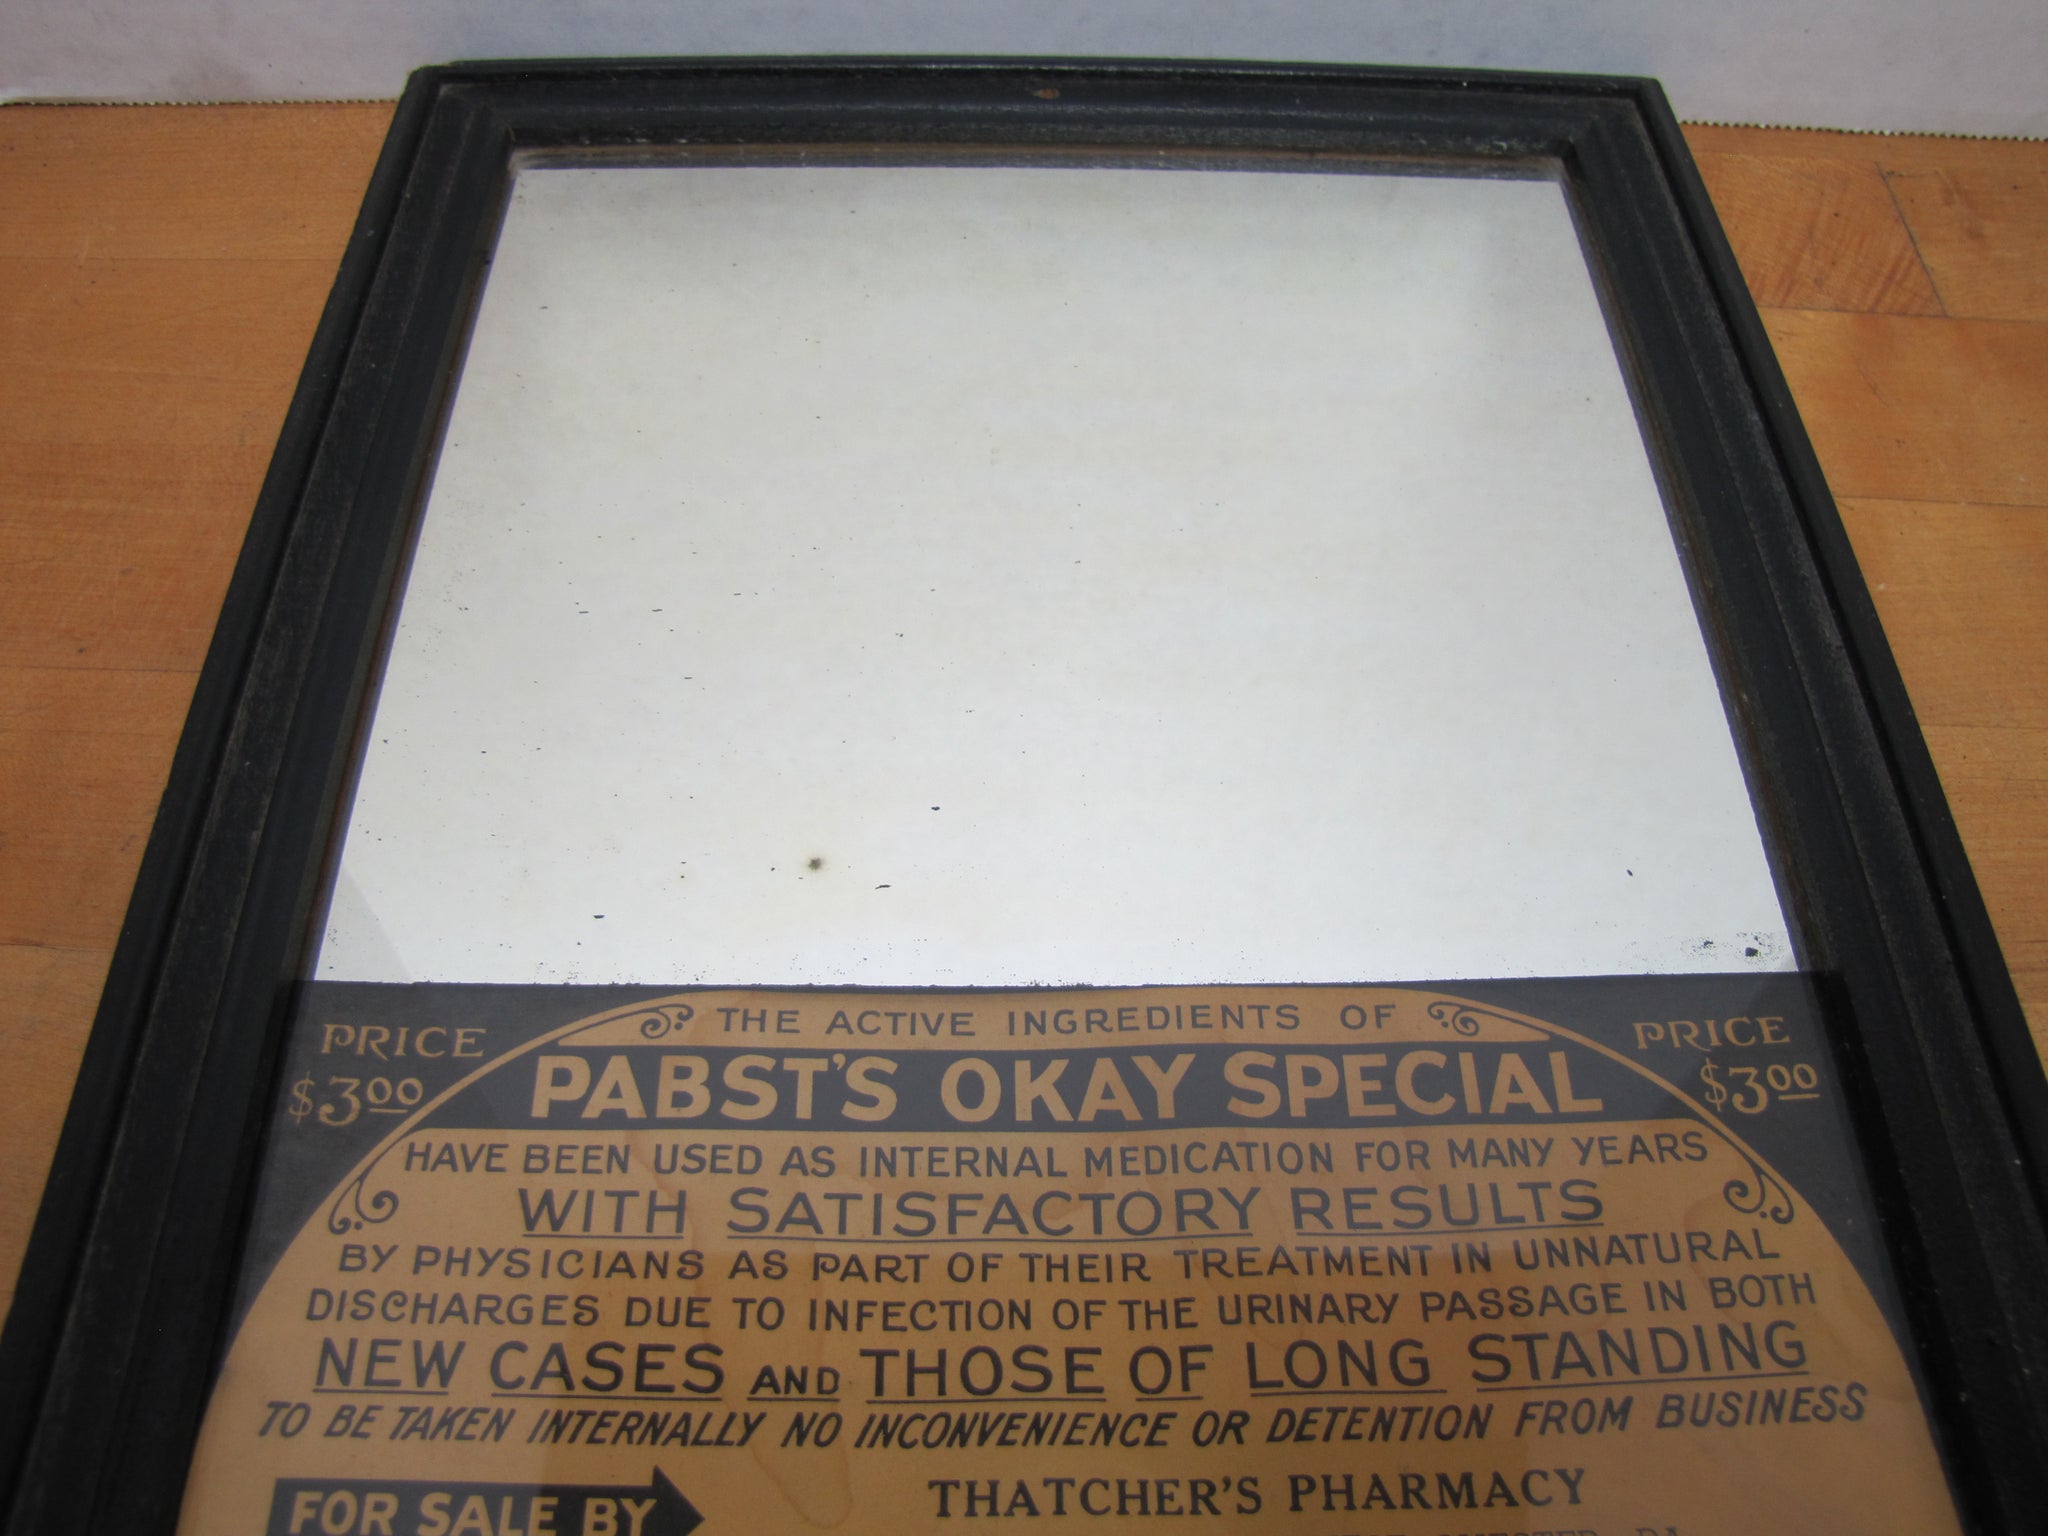 THE ACTIVE INGREDIENTS OF
PRICE
$3.00
PRICE
$3.00
PABST'S OKAY SPECIAL
HAVE BEEN USED AS INTERNAL MEDICATION FOR MANY YEARS
WITH SATISFACTORY RESULTS
BY PHYSICIANS AS PART OF THEIR TREATMENT IN UNNATURAL
DISCHARGES DUE TO INFECTION OF THE URINARY PASSAGE IN BOTH
NEW CASES AND THOSE OF LONG STANDING
TO BE TAKEN INTERNALLY NO INCONVENIENCE OR DETENTION FROM BUSINESS
FOR SALE BY
THATCHER'S PHARMACY